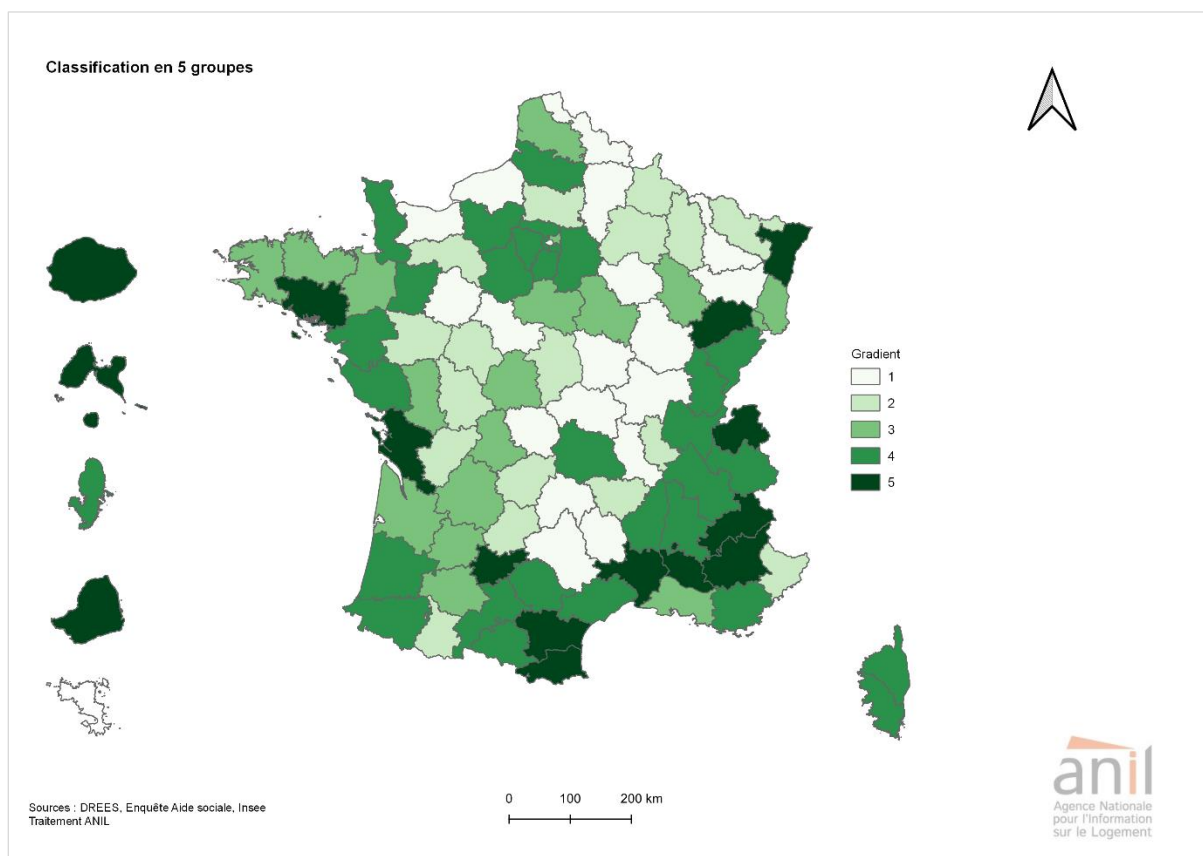 Classification en 5 groupes
Gradient
1
2
3
4
5
Sources : DREES, Enquête Aide sociale, Insee
Traitement ANIL
0 100 200 km
anil
Agence Nationale
pour l'Information
sur le Logement